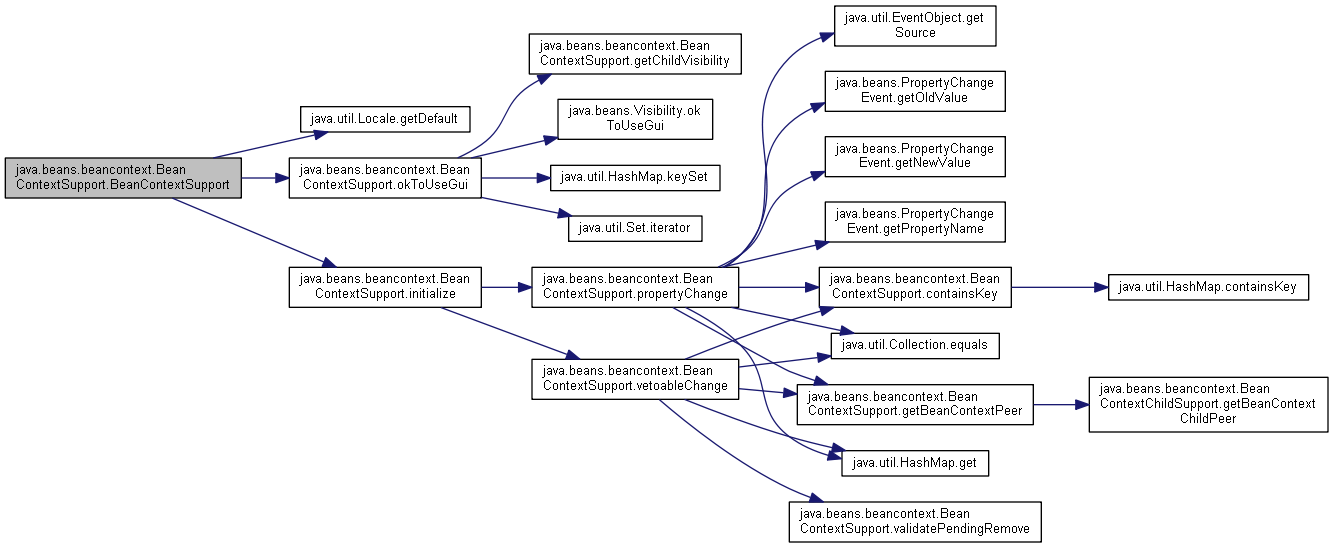 java.beans.beancontext.Bean
ContextSupport.BeanContextSupport
java.util.Locale.getDefault
java.beans.beancontext.Bean
ContextSupport.okToUseGui
java.beans.beancontext.Bean
ContextSupport.initialize
java.beans.beancontext.Bean
ContextSupport.getChildVisibility
java.beans.Visibility.ok
ToUseGui
java.util.HashMap.keySet
java.util.Set.iterator
java.beans.beancontext.Bean
ContextSupport.propertyChange
java.beans.beancontext.Bean
ContextSupport.vetoableChange
java.util.EventObject.get
Source
java.beans.PropertyChange
Event.getOldValue
java.beans.PropertyChange
Event.getNewValue
java.beans.PropertyChange
Event.getPropertyName
java.beans.beancontext.Bean
ContextSupport.containsKey
java.util.Collection.equals
java.beans.beancontext.Bean
ContextSupport.getBeanContextPeer
java.util.HashMap.get
java.beans.beancontext.Bean
ContextSupport.validatePendingRemove
java.util.HashMap.containsKey
java.beans.beancontext.Bean
ContextChildSupport.getBeanContext
ChildPeer